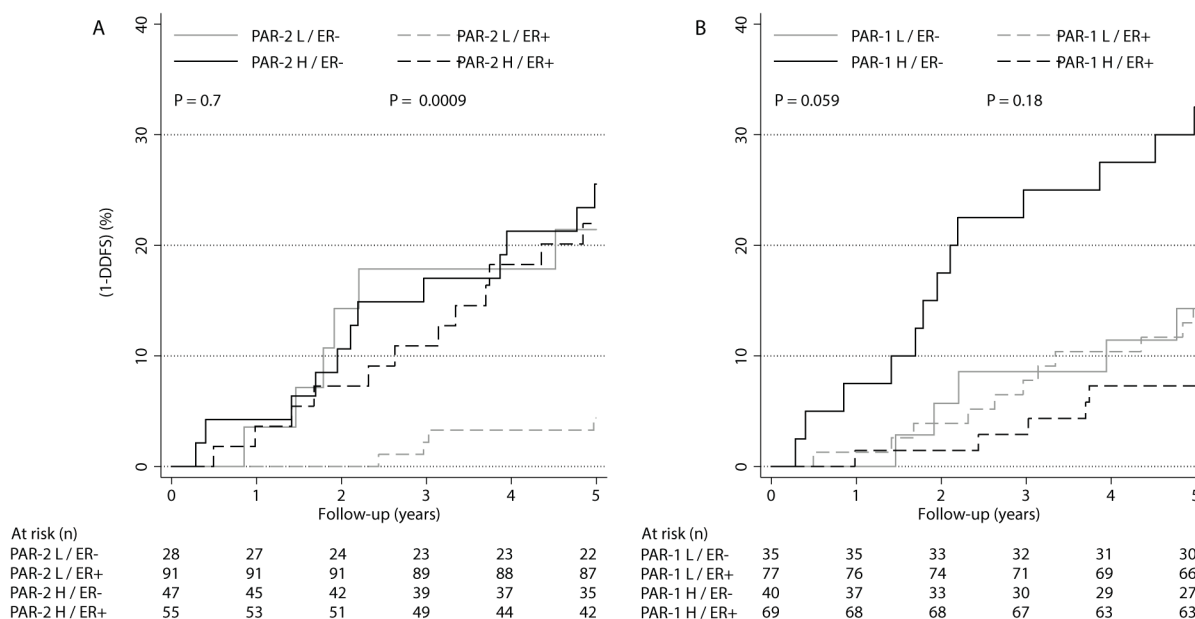 A
PAR-2 L / ER- PAR-2 L / ER+
PAR-2 H / ER- PAR-2 H / ER+
P = 0.7 P = 0.0009
(1-DDFS) (%)
40
30
20
10
0
0 1 2 3 4 5
Follow-up (years)
At risk (n)
PAR-2 L / ER- 28 27 24 23 23 22
PAR-2 L / ER+ 91 91 91 89 88 87
PAR-2 H / ER- 47 45 42 39 37 35
PAR-2 H / ER+ 55 53 51 49 44 42
B
PAR-1 L / ER- PAR-1 L / ER+
PAR-1 H / ER- PAR-1 H / ER+
P = 0.059 P = 0.18
40
30
20
10
0
0 1 2 3 4 5
Follow-up (years)
At risk (n)
PAR-1 L / ER- 35 35 33 32 31 30
PAR-1 L / ER+ 77 76 74 71 69 66
PAR-1 H / ER- 40 37 33 30 29 27
PAR-1 H / ER+ 69 68 68 67 63 63